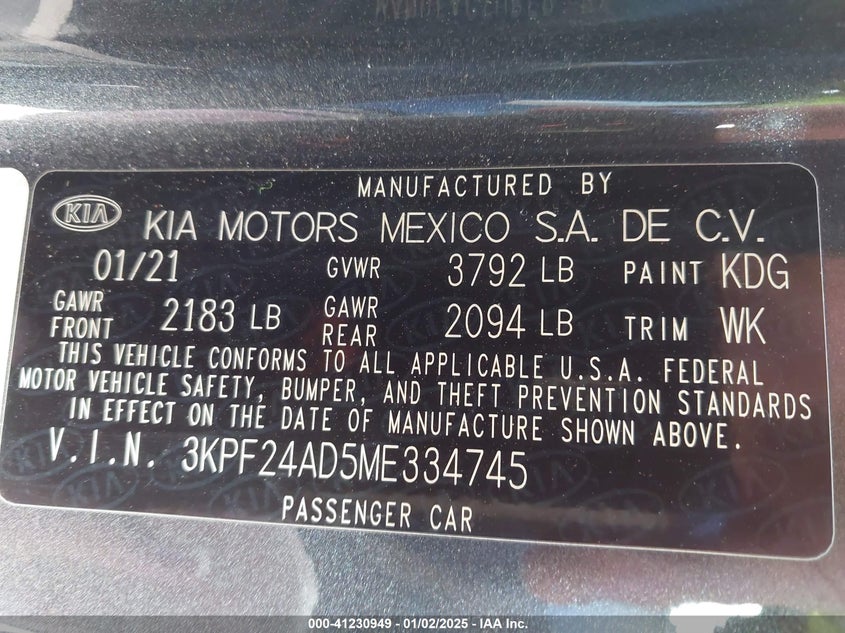 MANUFACTURED BY
KIA KIA MOTORS MEXICO S.A. DE C.V.
01/21 GVWR 3792 LB PAINT KDG
GAWR FRONT 2183 LB GAWR REAR 2094 LB TRIM WK
THIS VEHICLE CONFORMS TO ALL APPLICABLE U.S.A. FEDERAL
MOTOR VEHICLE SAFETY, BUMPER, AND THEFT PREVENTION STANDARDS
IN EFFECT ON THE DATE OF MANUFACTURE SHOWN ABOVE.
V.I.N. 3KPF24AD5ME334745
PASSENGER CAR
000-41230949 - 01/02/2025 - IAA Inc.